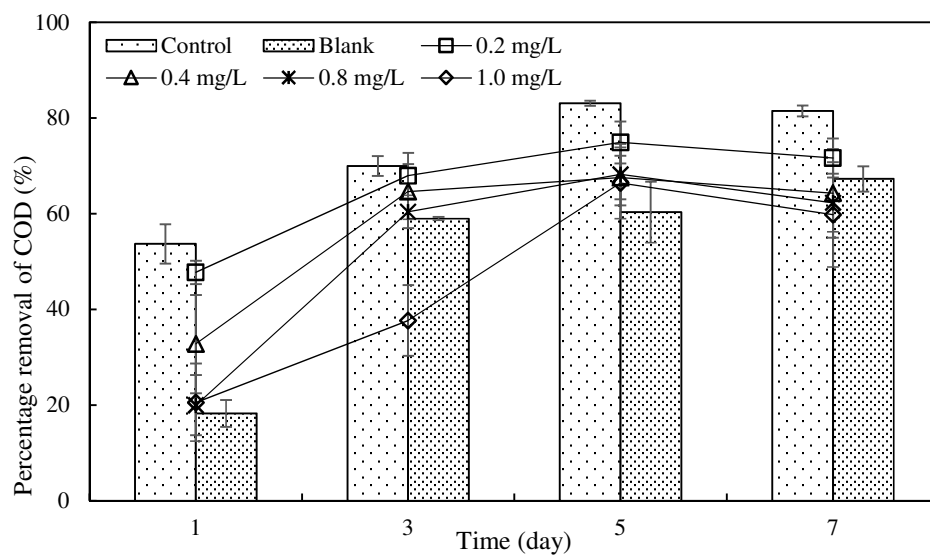 100
80
60
40
20
0
Percentage removal of COD (%)
Control Blank 0.2 mg/L
0.4 mg/L 0.8 mg/L 1.0 mg/L
1 3 5 7
Time (day)